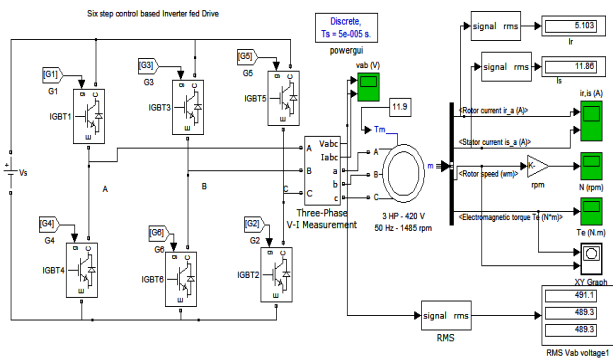 Six step control based Inverter fed Drive
Discrete,
Ts = 5e-005 s.
powergui
signal rms
5.103
Ir
signal rms
11.86
Is
vab (V)
11.9
Tm
[G1]
G1
[G3]
G3
[G5]
G5
g
C
E
IGBT1
g
C
E
IGBT3
g
C
E
IGBT5
+
Vs
A
B
C
A
B
C
Vabc
Iabc
a
b
c
Three-Phase
V-I Measurement
A
B
C
m
3 HP - 420 V
50 Hz - 1485 rpm
<Rotor current ir_a (A)>
<Stator current is_a (A)>
<Rotor speed (wm)>
<Electromagnetic torque Te (N*m)>
ir,is (A)
K-
rpm
N (rpm)
Te (N.m)
XY Graph
[G4]
G4
[G6]
G6
[G2]
G2
g
C
E
IGBT4
g
C
E
IGBT6
g
C
E
IGBT2
signal rms
RMS
491.1
489.3
489.3
RMS Vab voltage1